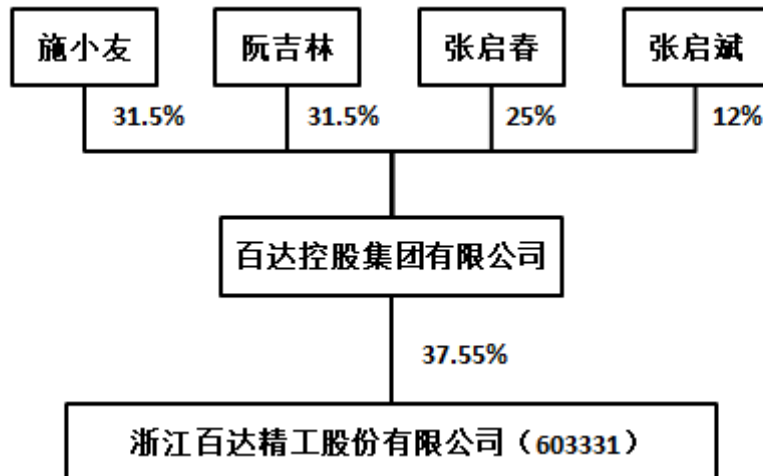 施小友
阮吉林
张启春
张启斌
31.5%
31.5%
25%
12%
百达控股集团有限公司
37.55%
浙江百达精工股份有限公司（603331）